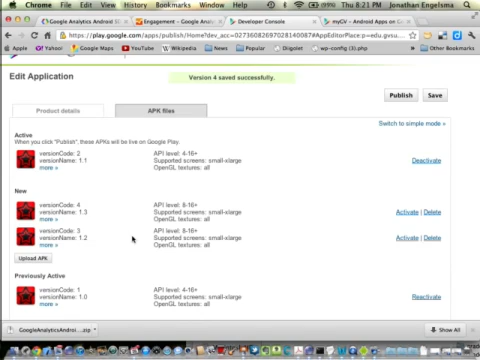 Chrome File Edit View History Bookmarks Window Help
(97%) Thu 8:21 PM Jonathan Engelsma
Google Analytics Android SD
Engagement – Google Analy
Developer Console
myGV – Android Apps on Go
https://play.google.com/apps/publish/Home?dev_acc=02736082697028140087#AppEditorPlace:p=edu.gvsu
Apple Yahoo! Google Maps YouTube Wikipedia News Popular Diigolet wp-config (3).php Other Bookmarks
Edit Application
Version 4 saved successfully.
Publish Save
Switch to simple mode »
Product details APK files
Active
When you click "Publish", these APKs will be live on Google Play.
versionCode: 2 API level: 4-16+
versionName: 1.1 Supported screens: small-xlarge Deactivate
more » OpenGL textures: all
New
versionCode: 4 API level: 8-16+
versionName: 1.3 Supported screens: small-xlarge Activate | Delete
more » OpenGL textures: all
versionCode: 3 API level: 8-16+
versionName: 1.2 Supported screens: small-xlarge Activate | Delete
more » OpenGL textures: all
Upload APK
Previously Active
versionCode: 1 API level: 4-16+
versionName: 1.0 Supported screens: small-xlarge Reactivate
more » OpenGL textures: all
GoogleAnalyticsAndroi....zip Show All